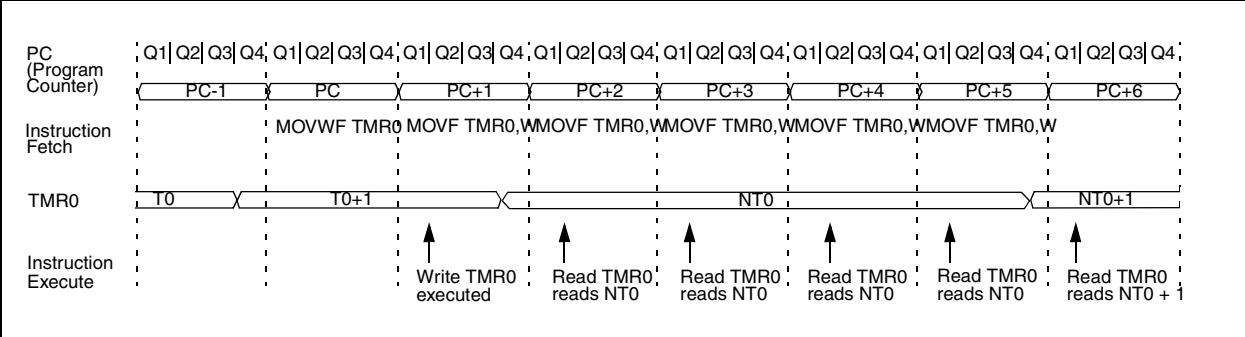 PC
(Program
Counter)
Q1 Q2 Q3 Q4 Q1 Q2 Q3 Q4 Q1 Q2 Q3 Q4 Q1 Q2 Q3 Q4 Q1 Q2 Q3 Q4 Q1 Q2 Q3 Q4 Q1 Q2 Q3 Q4 Q1 Q2 Q3 Q4
PC-1 PC PC+1 PC+2 PC+3 PC+4 PC+5 PC+6
Instruction
Fetch
MOVWF TMR0 MOVF TMR0,W MOVF TMR0,W MOVF TMR0,W MOVF TMR0,W MOVF TMR0,W
TMR0
T0 T0+1 NT0 NT0+1
Instruction
Execute
Write TMR0
executed
Read TMR0
reads NT0
Read TMR0
reads NT0
Read TMR0
reads NT0
Read TMR0
reads NT0
Read TMR0
reads NT0 + 1